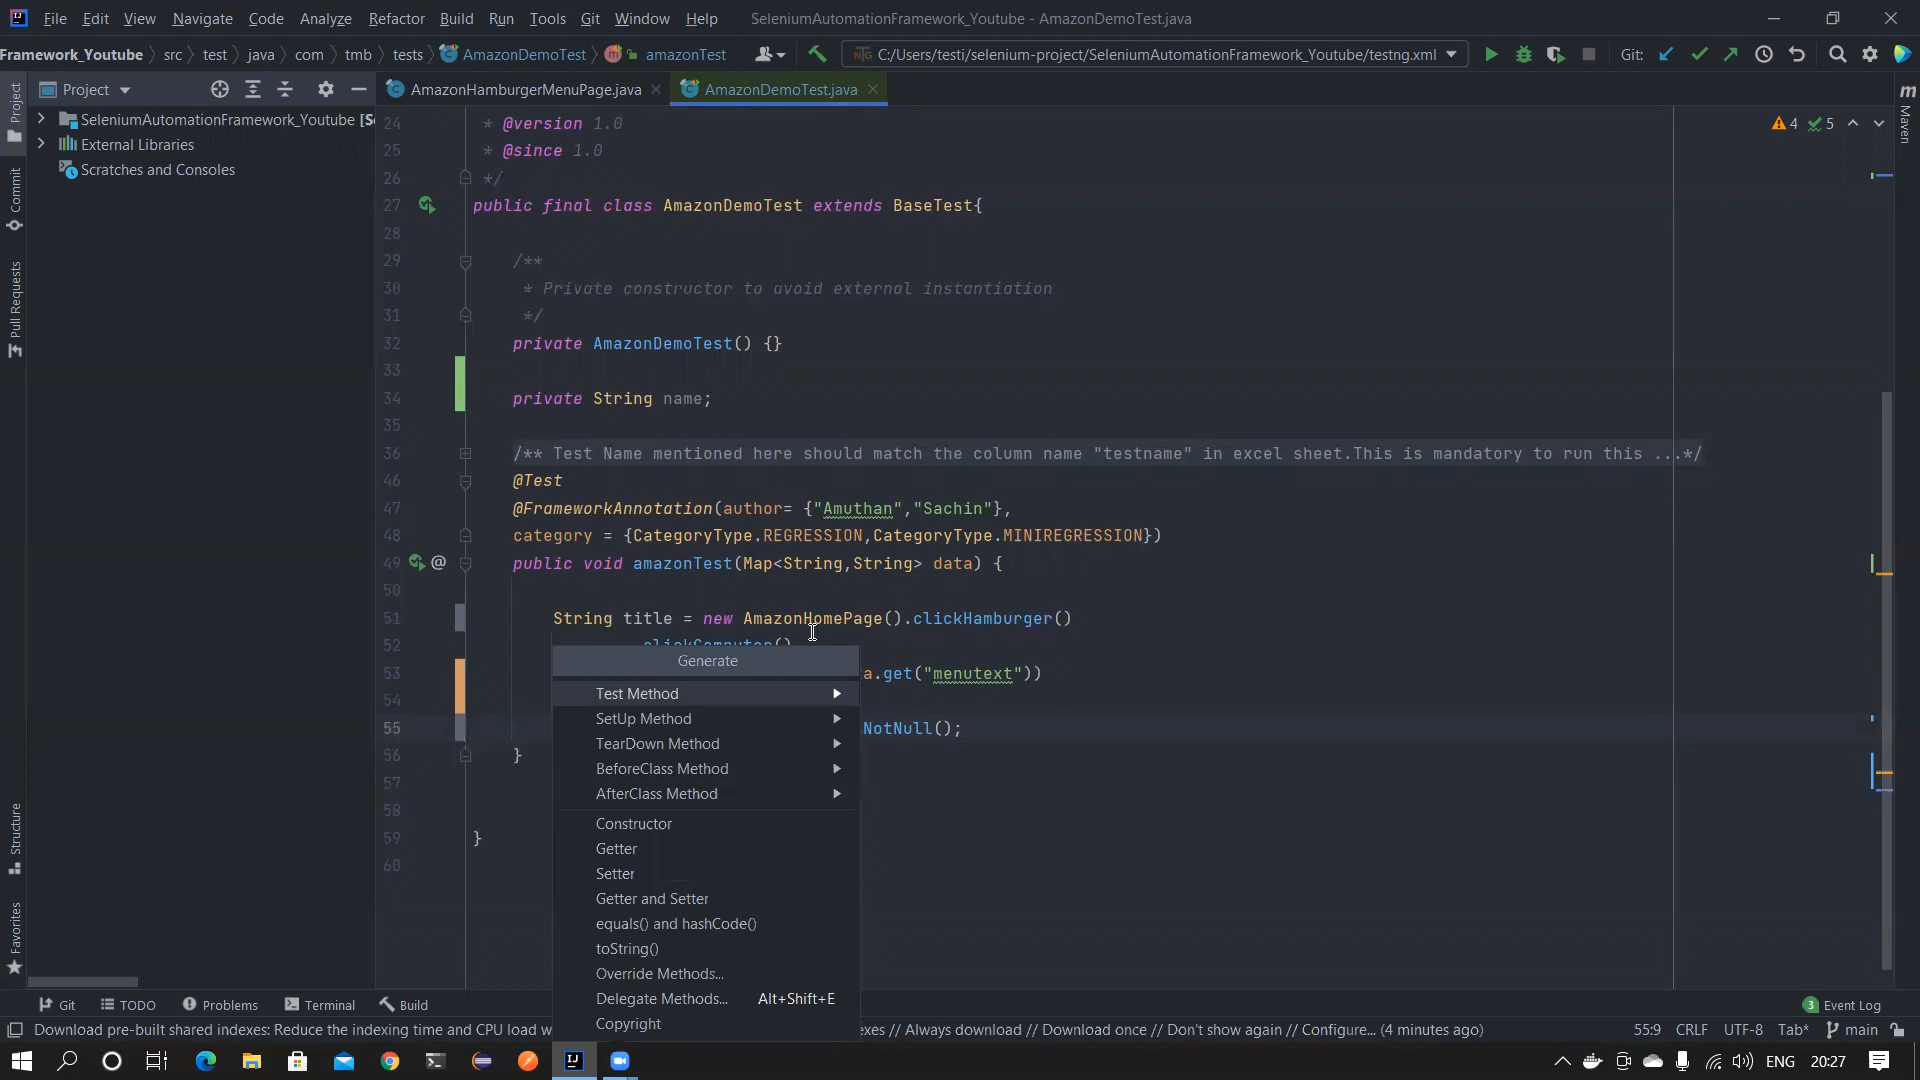 File Edit View Navigate Code Analyze Refactor Build Run Tools Git Window Help SeleniumAutomationFramework_Youtube - AmazonDemoTest.java
Framework_Youtube src test java com tmb tests AmazonDemoTest amazonTest C:/Users/testi/selenium-project/SeleniumAutomationFramework_Youtube/testng.xml Git:
Project AmazonHamburgerMenuPage.java AmazonDemoTest.java
SeleniumAutomationFramework_Youtube [S
External Libraries
Scratches and Consoles
Project
Commit
Pull Requests
Structure
Favorites
Maven
4 5
24 * @version 1.0
25 * @since 1.0
26 */
27 public final class AmazonDemoTest extends BaseTest{
28
29 /**
30 * Private constructor to avoid external instantiation
31 */
32 private AmazonDemoTest() {}
33
34 private String name;
35
36 /** Test Name mentioned here should match the column name "testname" in excel sheet.This is mandatory to run this ...*/
46 @Test
47 @FrameworkAnnotation(author= {"Amuthan","Sachin"},
48 category = {CategoryType.REGRESSION,CategoryType.MINIREGRESSION})
49 @ public void amazonTest(Map<String,String> data) {
50
51 String title = new AmazonHomePage().clickHamburger()
52 .clickComputer()
53 a.get("menutext"))
54
55 NotNull();
56 }
57
58
59 }
60
Generate
Test Method
SetUp Method
TearDown Method
BeforeClass Method
AfterClass Method
Constructor
Getter
Setter
Getter and Setter
equals() and hashCode()
toString()
Override Methods...
Delegate Methods... Alt+Shift+E
Copyright
Git TODO Problems Terminal Build 3 Event Log
Download pre-built shared indexes: Reduce the indexing time and CPU load w exes // Always download // Download once // Don't show again // Configure... (4 minutes ago) 55:9 CRLF UTF-8 Tab* main
ENG 20:27